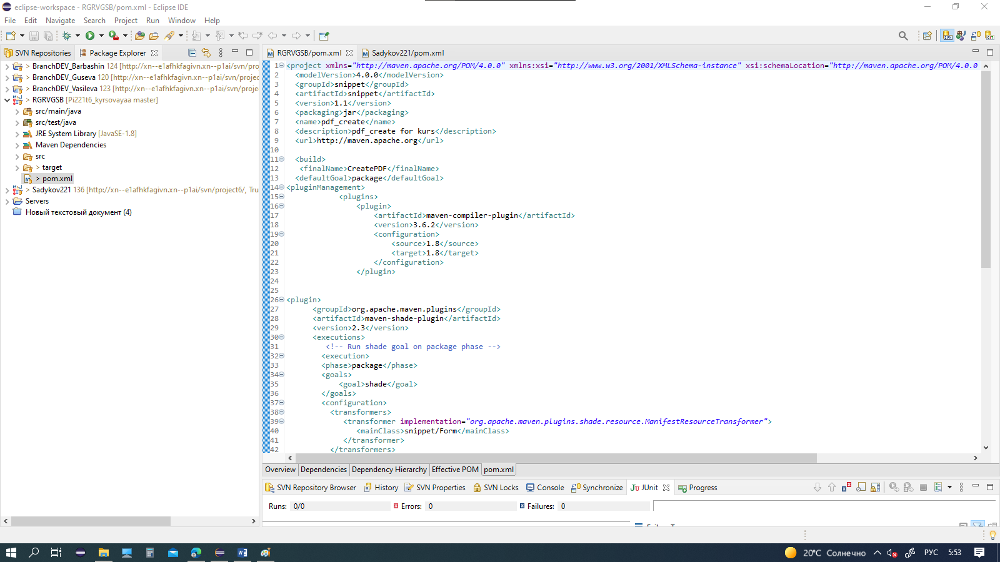 eclipse-workspace - RGRVGSB/pom.xml - Eclipse IDE
File Edit Navigate Search Project Run Window Help
SVN Repositories Package Explorer
> BranchDEV_Barbashin 124 [http://xn--e1afhkfagivn.xn--p1ai/svn/pro
> BranchDEV_Guseva 120 [http://xn--e1afhkfagivn.xn--p1ai/svn/projec
> BranchDEV_Vasileva 123 [http://xn--e1afhkfagivn.xn--p1ai/svn/proje
> RGRVGSB [Pi221t6_kyrsovayaa master]
src/main/java
src/test/java
JRE System Library [JavaSE-1.8]
Maven Dependencies
src
> target
> pom.xml
> Sadykov221 136 [http://xn--e1afhkfagivn.xn--p1ai/svn/project6/, Tru
Servers
Новый текстовый документ (4)
RGRVGSB/pom.xml Sadykov221/pom.xml
1 <project xmlns="http://maven.apache.org/POM/4.0.0" xmlns:xsi="http://www.w3.org/2001/XMLSchema-instance" xsi:schemaLocation="http://maven.apache.org/POM/4.0.0
2 <modelVersion>4.0.0</modelVersion>
3 <groupId>snippet</groupId>
4 <artifactId>snippet</artifactId>
5 <version>1.1</version>
6 <packaging>jar</packaging>
7 <name>pdf_create</name>
8 <description>pdf_create for kurs</description>
9 <url>http://maven.apache.org</url>
10
11 <build>
12 <finalName>CreatePDF</finalName>
13 <defaultGoal>package</defaultGoal>
14 <pluginManagement>
15 <plugins>
16 <plugin>
17 <artifactId>maven-compiler-plugin</artifactId>
18 <version>3.6.2</version>
19 <configuration>
20 <source>1.8</source>
21 <target>1.8</target>
22 </configuration>
23 </plugin>
24
25
26 <plugin>
27 <groupId>org.apache.maven.plugins</groupId>
28 <artifactId>maven-shade-plugin</artifactId>
29 <version>2.3</version>
30 <executions>
31 <!-- Run shade goal on package phase -->
32 <execution>
33 <phase>package</phase>
34 <goals>
35 <goal>shade</goal>
36 </goals>
37 <configuration>
38 <transformers>
39 <transformer implementation="org.apache.maven.plugins.shade.resource.ManifestResourceTransformer">
40 <mainClass>snippet/Form</mainClass>
41 </transformer>
42 </transformers>
Overview Dependencies Dependency Hierarchy Effective POM pom.xml
SVN Repository Browser History SVN Properties SVN Locks Console Synchronize JUnit Progress
Runs: 0/0 Errors: 0 Failures: 0
20°C Солнечно РУС 5:53